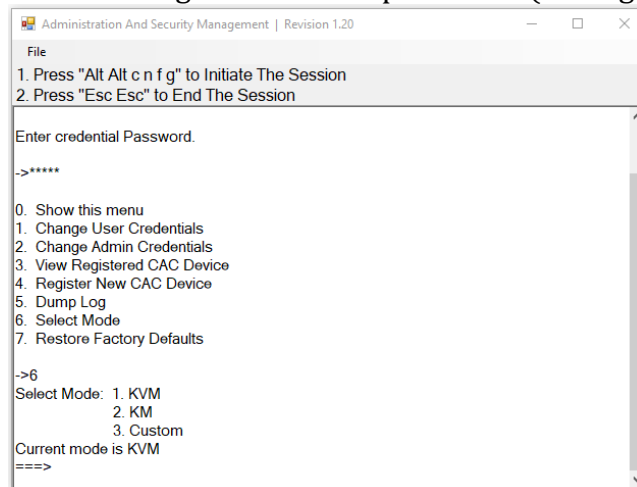 Administration And Security Management | Revision 1.20
File
1. Press "Alt Alt c n f g" to Initiate The Session
2. Press "Esc Esc" to End The Session
Enter credential Password.
->*****
0. Show this menu
1. Change User Credentials
2. Change Admin Credentials
3. View Registered CAC Device
4. Register New CAC Device
5. Dump Log
6. Select Mode
7. Restore Factory Defaults
->6
Select Mode: 1. KVM
2. KM
3. Custom
Current mode is KVM
===>